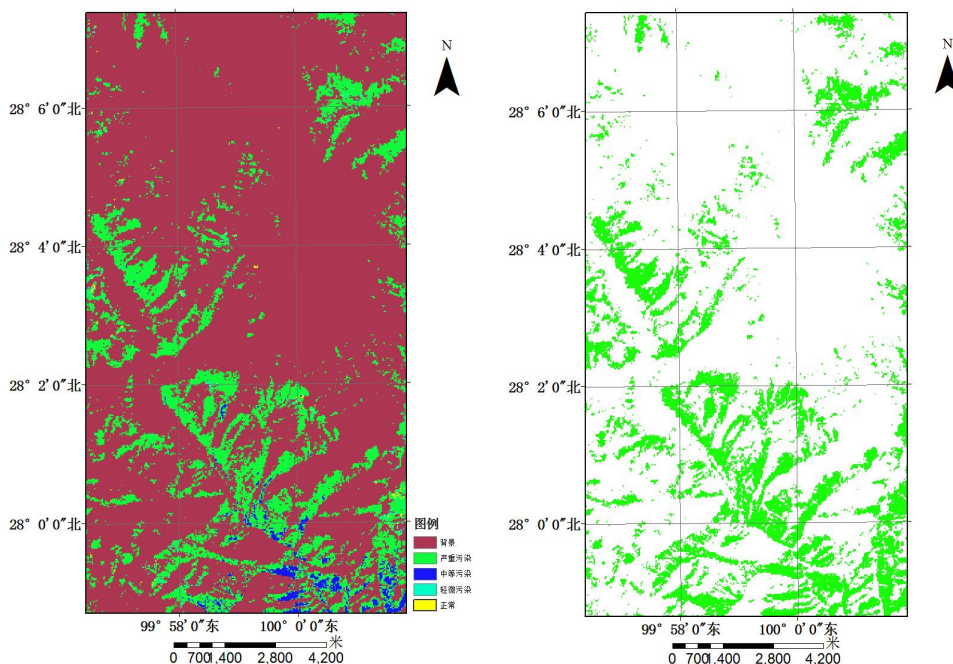 N
28° 6′ 0″北
28° 4′ 0″北
28° 2′ 0″北
28° 0′ 0″北
99° 58′ 0″东
100° 0′ 0″东
0 700 1,400 2,800 4,200
米
图例
背景
严重污染
中等污染
轻微污染
正常
N
28° 6′ 0″北
28° 4′ 0″北
28° 2′ 0″北
28° 0′ 0″北
99° 58′ 0″东
100° 0′ 0″东
0 700 1,400 2,800 4,200
米